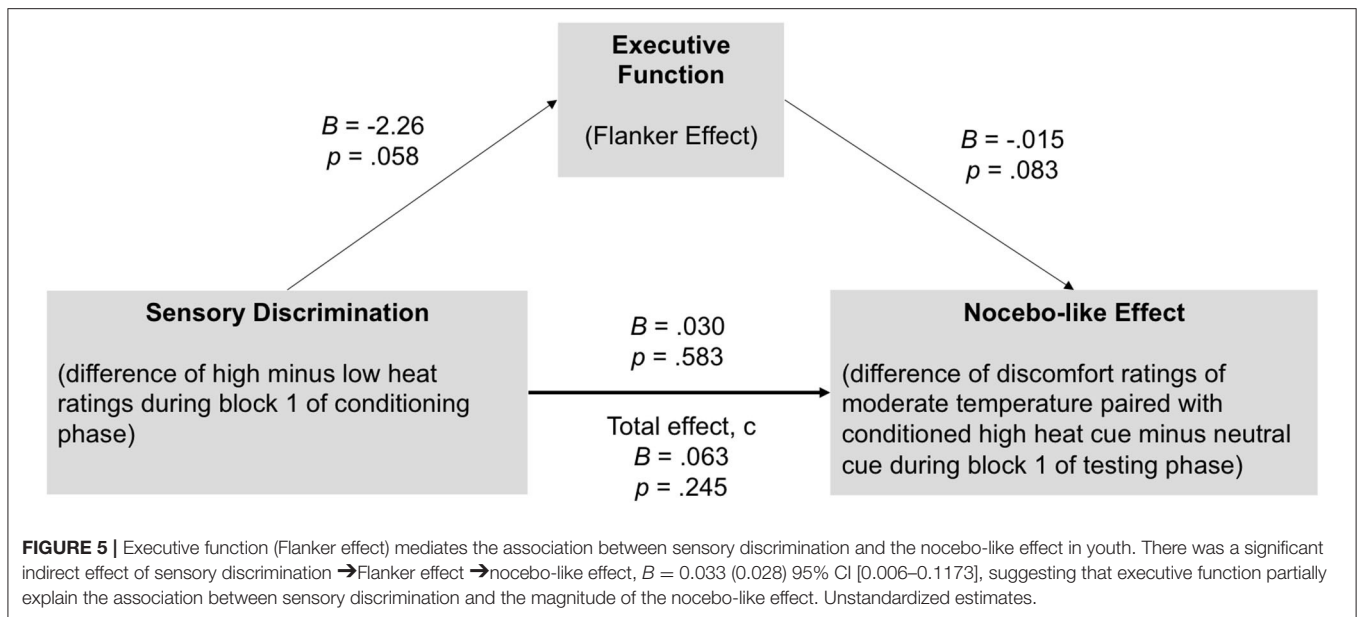 Executive
Function
(Flanker Effect)
B = -2.26
p = .058
B = -.015
p = .083
Sensory Discrimination
(difference of high minus low heat
ratings during block 1 of conditioning
phase)
B = .030
p = .583
Total effect, c
B = .063
p = .245
Nocebo-like Effect
(difference of discomfort ratings of
moderate temperature paired with
conditioned high heat cue minus neutral
cue during block 1 of testing phase)
FIGURE 5 | Executive function (Flanker effect) mediates the association between sensory discrimination and the nocebo-like effect in youth. There was a significant
indirect effect of sensory discrimination ➔Flanker effect ➔nocebo-like effect, B = 0.033 (0.028) 95% CI [0.006–0.1173], suggesting that executive function partially
explain the association between sensory discrimination and the magnitude of the nocebo-like effect. Unstandardized estimates.